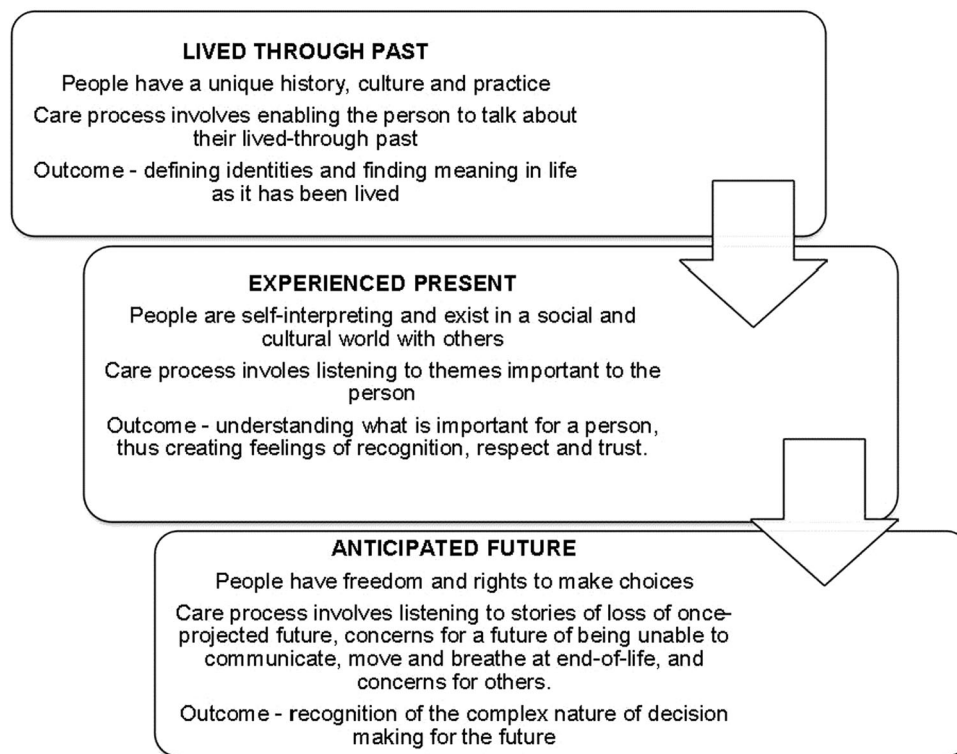 LIVED THROUGH PAST
People have a unique history, culture and practice
Care process involves enabling the person to talk about
their lived-through past
Outcome - defining identities and finding meaning in life
as it has been lived
EXPERIENCED PRESENT
People are self-interpreting and exist in a social and
cultural world with others
Care process involes listening to themes important to the
person
Outcome - understanding what is important for a person,
thus creating feelings of recognition, respect and trust.
ANTICIPATED FUTURE
People have freedom and rights to make choices
Care process involves listening to stories of loss of once-
projected future, concerns for a future of being unable to
communicate, move and breathe at end-of-life, and
concerns for others.
Outcome - recognition of the complex nature of decision
making for the future